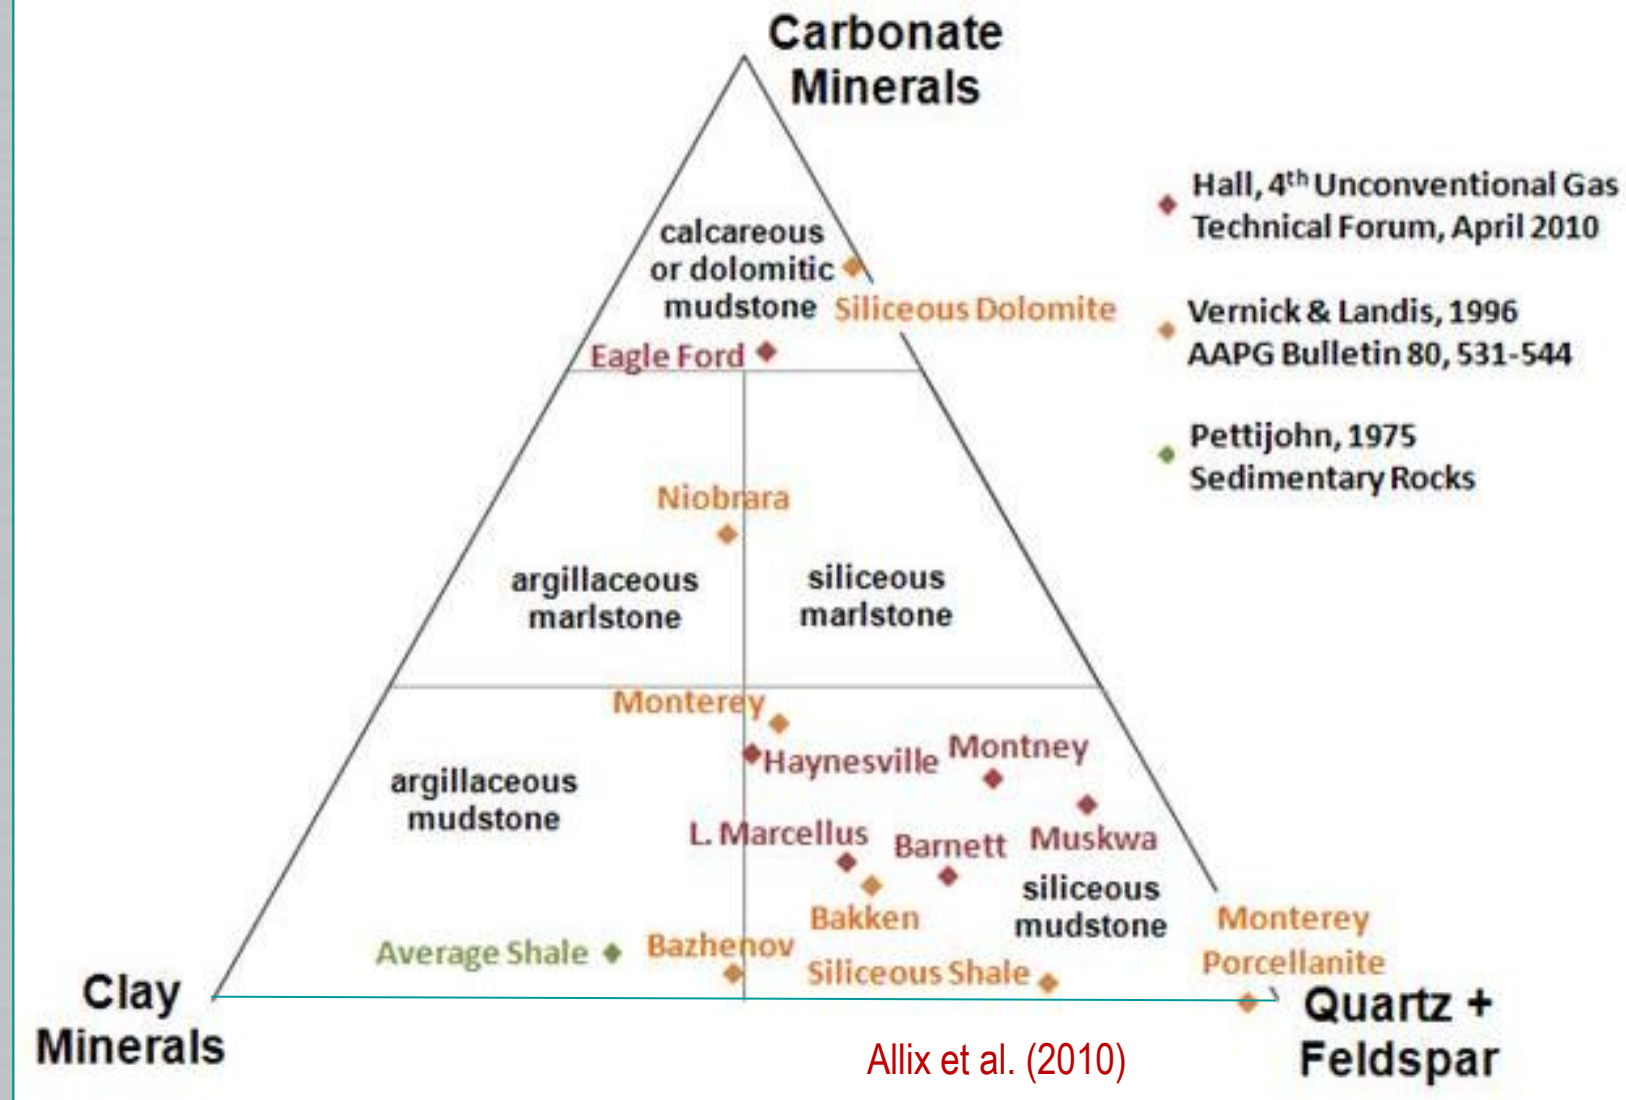 Carbonate
Minerals
Hall, 4th Unconventional Gas
Technical Forum, April 2010
calcareous
or dolomitic
mudstone
Siliceous Dolomite
Vernick & Landis, 1996
AAPG Bulletin 80, 531-544
Eagle Ford
Pettijohn, 1975
Sedimentary Rocks
Niobrara
argillaceous
marlstone
siliceous
marlstone
Monterey
Haynesville
Montney
argillaceous
mudstone
L. Marcellus
Barnett
Muskwa
siliceous
mudstone
Bakken
Monterey
Porcellanite
Average Shale
Bazhenov
Siliceous Shale
Clay
Minerals
Quartz +
Feldspar
Allix et al. (2010)